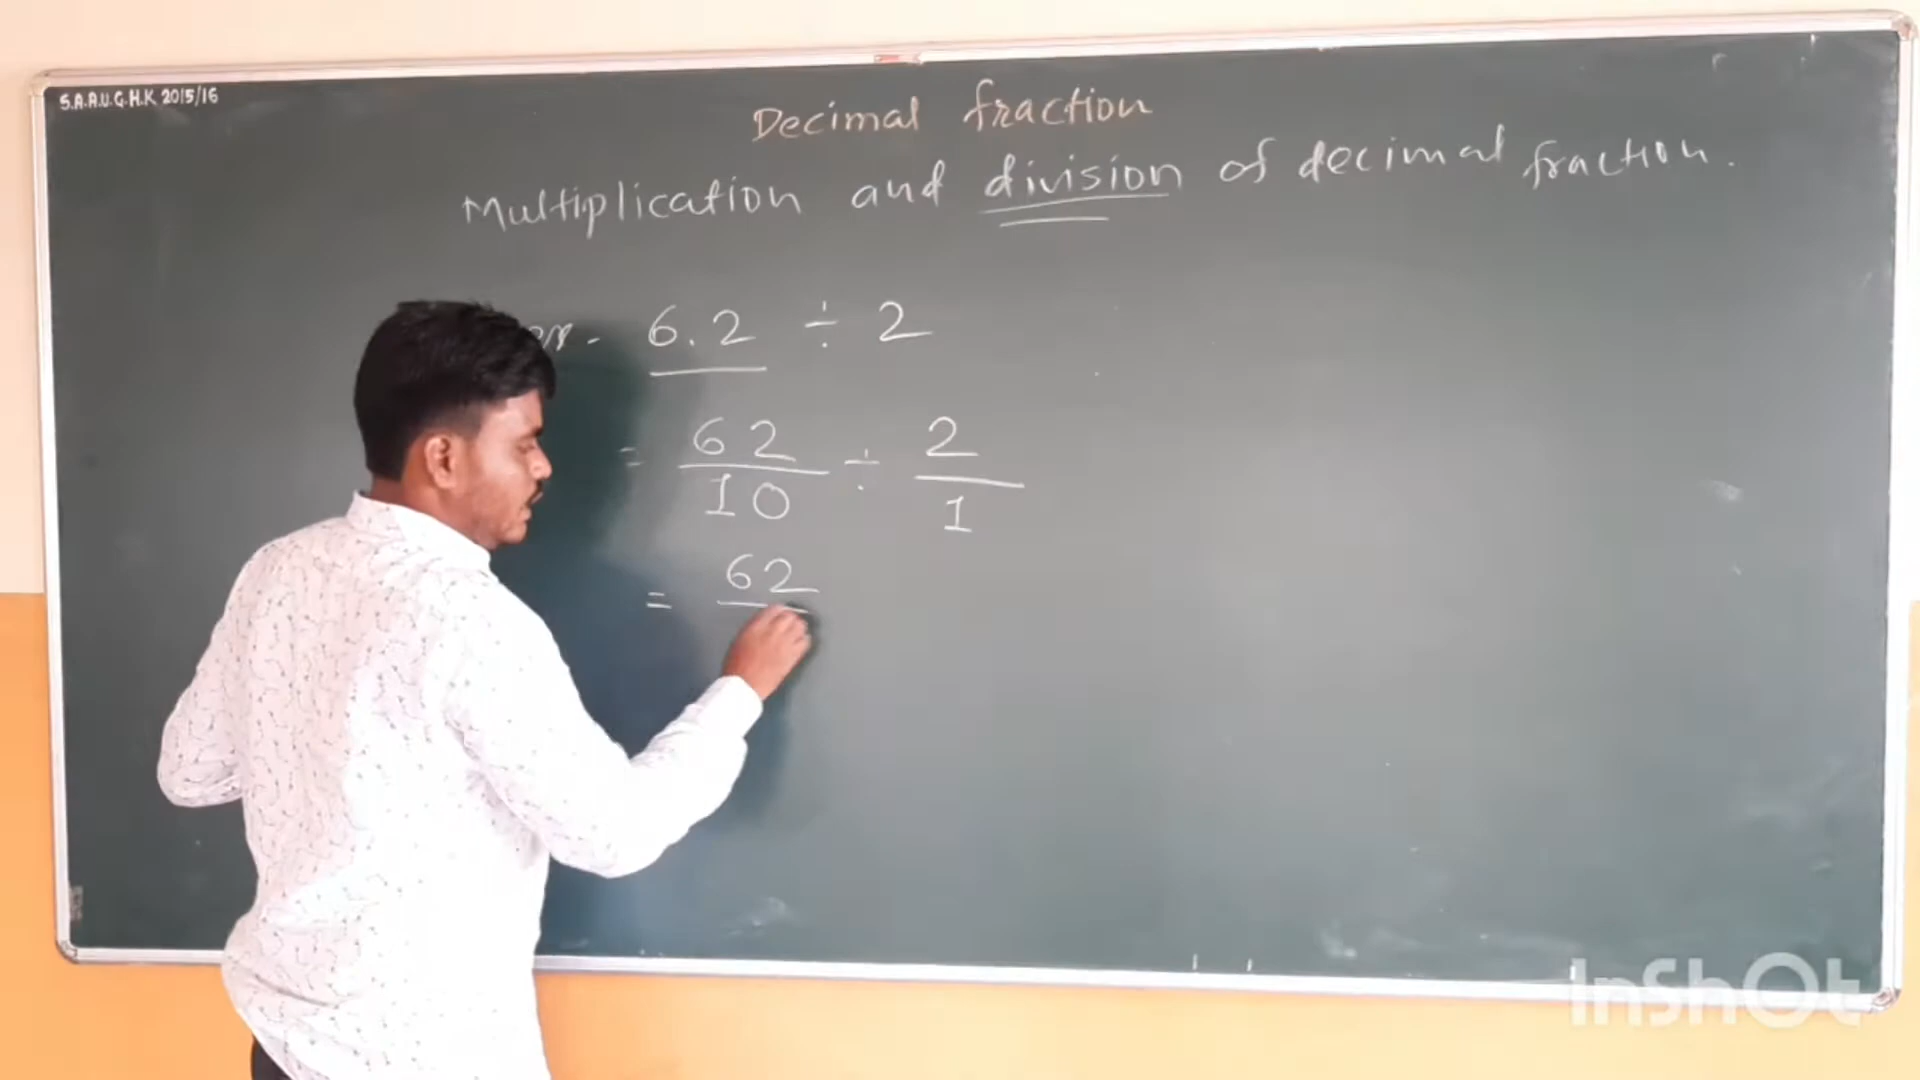 S.A.A.U.G.H.K 2015/16
Decimal fraction
Multiplication and division of decimal fraction.
6.2 ÷ 2
= 62/10 ÷ 2/1
= 62
InShOt